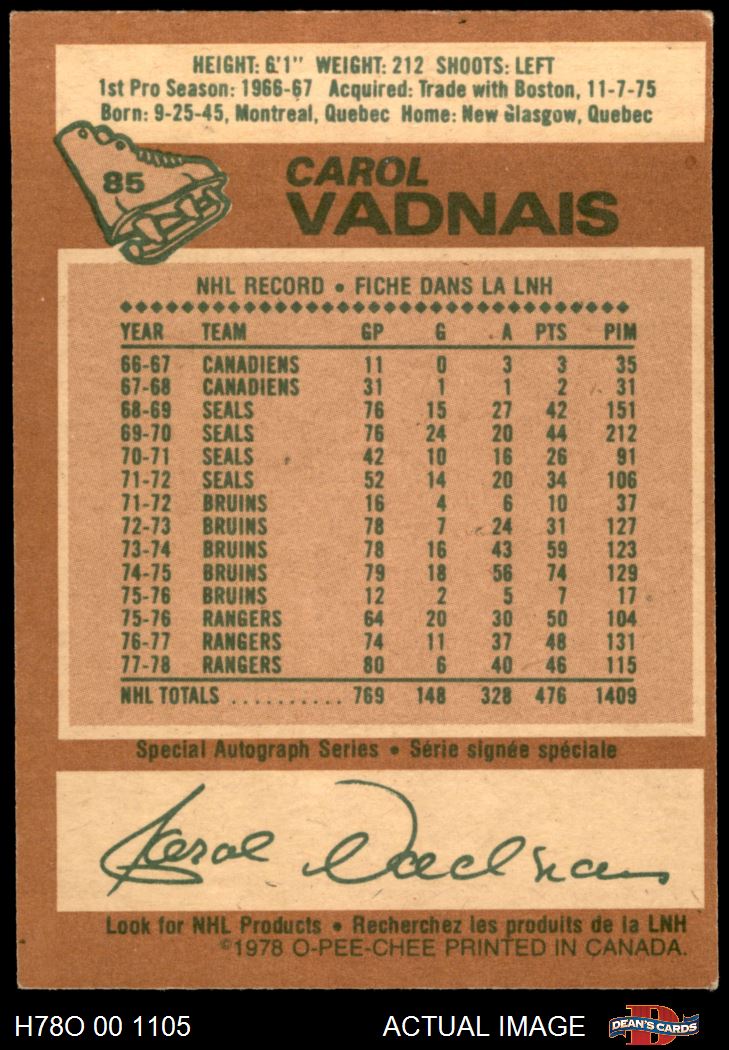 HEIGHT: 6'1" WEIGHT: 212 SHOOTS: LEFT
1st Pro Season: 1966-67 Acquired: Trade with Boston, 11-7-75
Born: 9-25-45, Montreal, Quebec Home: New Glasgow, Quebec
85
CAROL
VADNAIS
NHL RECORD • FICHE DANS LA LNH
YEAR TEAM GP G A PTS PIM
66-67 CANADIENS 11 0 3 3 35
67-68 CANADIENS 31 1 1 2 31
68-69 SEALS 76 15 27 42 151
69-70 SEALS 76 24 20 44 212
70-71 SEALS 42 10 16 26 91
71-72 SEALS 52 14 20 34 106
71-72 BRUINS 16 4 6 10 37
72-73 BRUINS 78 7 24 31 127
73-74 BRUINS 78 16 43 59 123
74-75 BRUINS 79 18 56 74 129
75-76 BRUINS 12 2 5 7 17
75-76 RANGERS 64 20 30 50 104
76-77 RANGERS 74 11 37 48 131
77-78 RANGERS 80 6 40 46 115
NHL TOTALS .......... 769 148 328 476 1409
Special Autograph Series • Série signée spéciale
Carol Vadnais
Look for NHL Products • Recherchez les produits de la LNH
©1978 O-PEE-CHEE PRINTED IN CANADA.
H78O 00 1105 ACTUAL IMAGE D DEAN'S CARDS